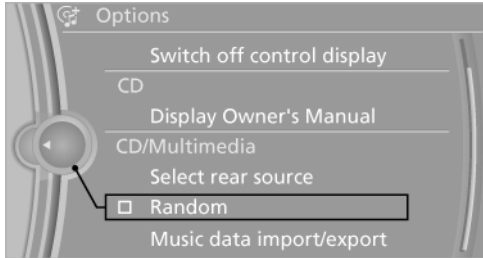 Options
Switch off control display
CD
Display Owner's Manual
CD/Multimedia
Select rear source
Random
Music data import/export